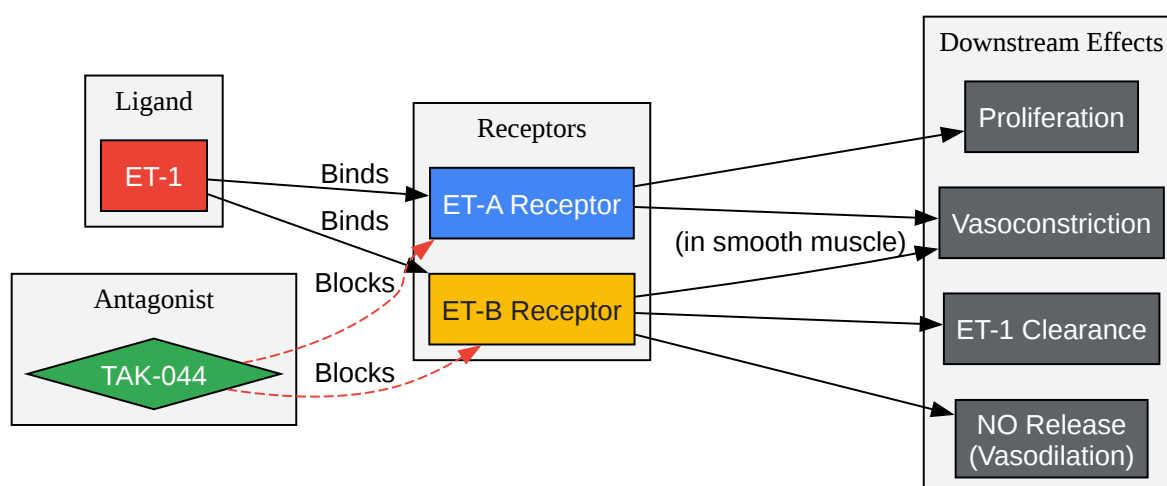 Ligand
ET-1
Binds
Binds
Antagonist
TAK-044
Blocks
Blocks
Receptors
ET-A Receptor
ET-B Receptor
(in smooth muscle)
Downstream Effects
Proliferation
Vasoconstriction
ET-1 Clearance
NO Release
(Vasodilation)